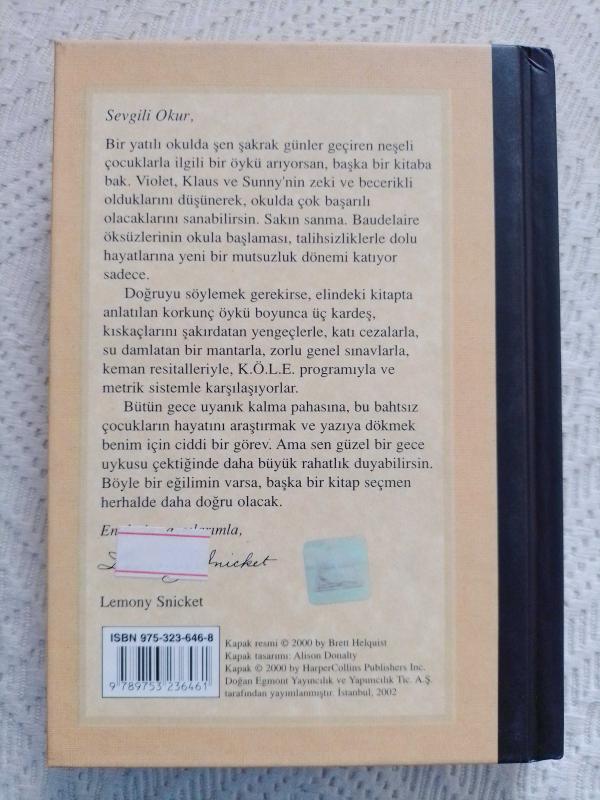 Sevgili Okur,
Bir yatılı okulda şen şakrak günler geçiren neşeli
çocuklarla ilgili bir öykü arıyorsan, başka bir kitaba
bak. Violet, Klaus ve Sunny'nin zeki ve becerikli
olduklarını düşünerek, okulda çok başarılı
olacaklarını sanabilirsin. Sakın sanma. Baudelaire
öksüzlerinin okula başlaması, talihsizliklerle dolu
hayatlarına yeni bir mutsuzluk dönemi katıyor
sadece.
Doğruyu söylemek gerekirse, elindeki kitapta
anlatılan korkunç öykü boyunca üç kardeş,
kıskaçlarını şakırdatan yengeçlerle, katı cezalarla,
su damlatan bir mantarla, zorlu genel sınavlarla,
keman resitalleriyle, K.Ö.L.E. programıyla ve
metrik sistemle karşılaşıyorlar.
Bütün gece uyanık kalma pahasına, bu bahtsız
çocukların hayatını araştırmak ve yazıya dökmek
benim için ciddi bir görev. Ama sen güzel bir gece
uykusu çektiğinde daha büyük rahatlık duyabilirsin.
Böyle bir eğilimin varsa, başka bir kitap seçmen
herhalde daha doğru olacak.
Snicket
Lemony Snicket
ISBN 975-323-646-8
9 789753 236461
Kapak resmi © 2000 by Brett Helquist
Kapak tasarımı: Alison Donalty
Kapak © 2000 by HarperCollins Publishers Inc.
Doğan Egmont Yayıncılık ve Yapımcılık Tic. A.Ş.
tarafından yayımlanmıştır. İstanbul, 2002